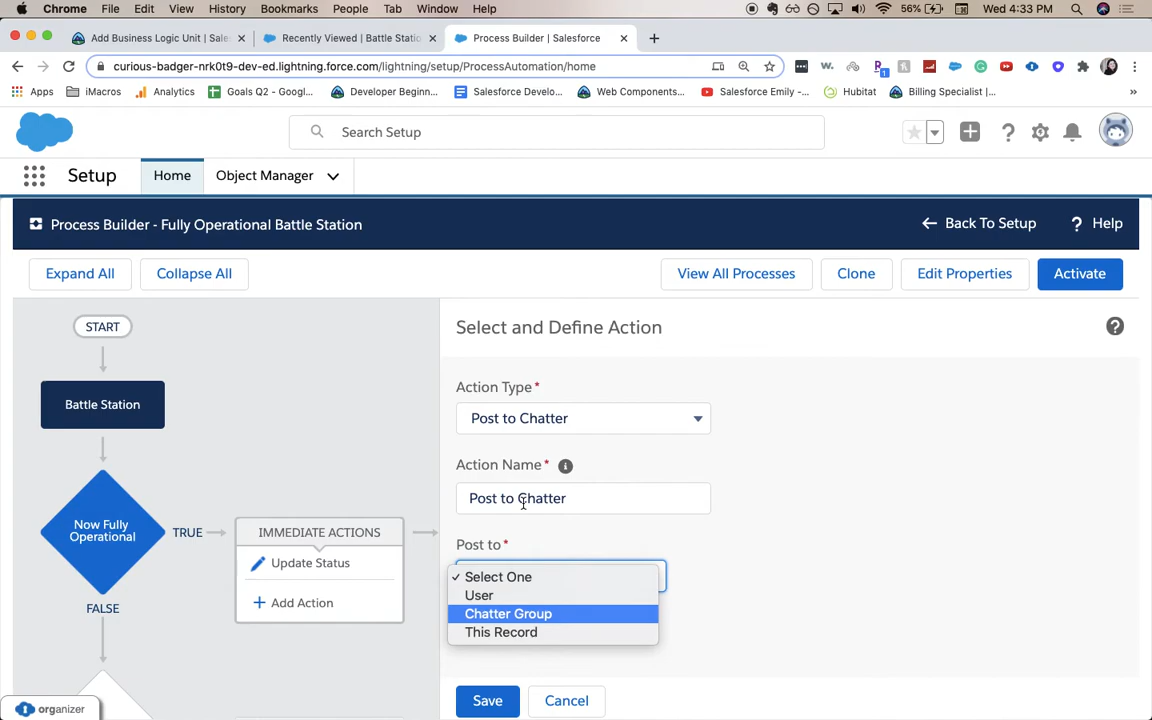 Chrome File Edit View History Bookmarks People Tab Window Help 56% Wed 4:33 PM
Add Business Logic Unit | Sale Recently Viewed | Battle Static Process Builder | Salesforce
curious-badger-nrk0t9-dev-ed.lightning.force.com/lightning/setup/ProcessAutomation/home
Apps iMacros Analytics Goals Q2 - Googl... Developer Beginn... Salesforce Develo... Web Components... Salesforce Emily -... Hubitat Billing Specialist |... »
Search Setup
Setup Home Object Manager
Process Builder - Fully Operational Battle Station Back To Setup ? Help
Expand All Collapse All View All Processes Clone Edit Properties Activate
START
Select and Define Action
Action Type*
Battle Station
Post to Chatter
Action Name*
Post to Chatter
Now Fully
Operational
TRUE
IMMEDIATE ACTIONS
Post to*
Update Status
Select One
User
+ Add Action
FALSE
Chatter Group
This Record
Save Cancel
organizer